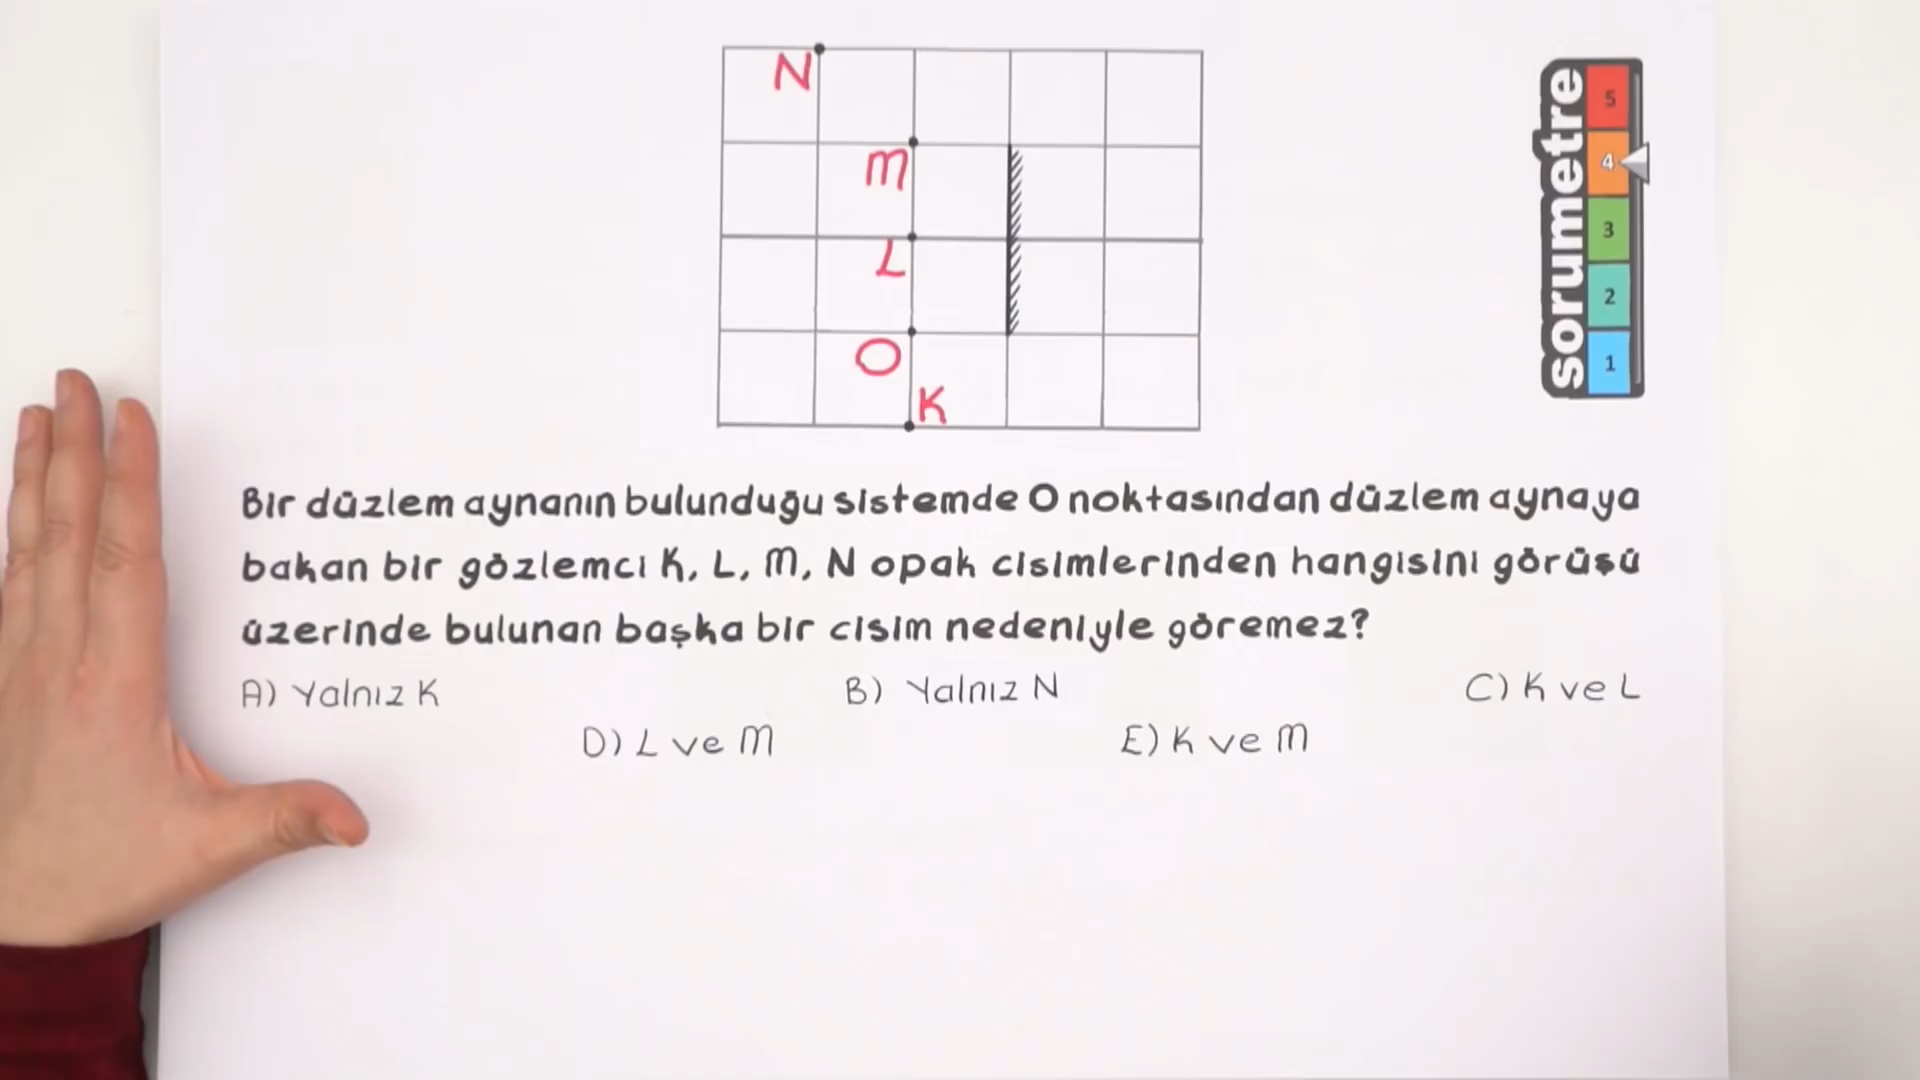 N
M
L
O
K
sorumetre
5
4
3
2
1
Bir düzlem aynanın bulunduğu sistemde O noktasından düzlem aynaya
bakan bir gözlemci K, L, M, N opak cisimlerinden hangisini görüşü
üzerinde bulunan başka bir cisim nedeniyle göremez?
A) Yalnız K
B) Yalnız N
C) K ve L
D) L ve M
E) K ve M